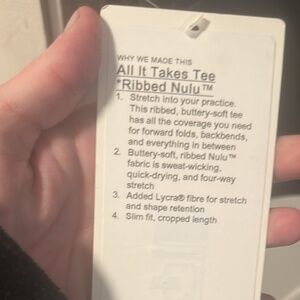 WHY WE MADE THIS
All It Takes Tee
*Ribbed Nulu™
1. Stretch into your practice.
This ribbed, buttery-soft tee
has all the coverage you need
for forward folds, backbends,
and everything in between
2. Buttery-soft, ribbed Nulu™
fabric is sweat-wicking,
quick-drying, and four-way
stretch
3. Added Lycra® fibre for stretch
and shape retention
4. Slim fit, cropped length